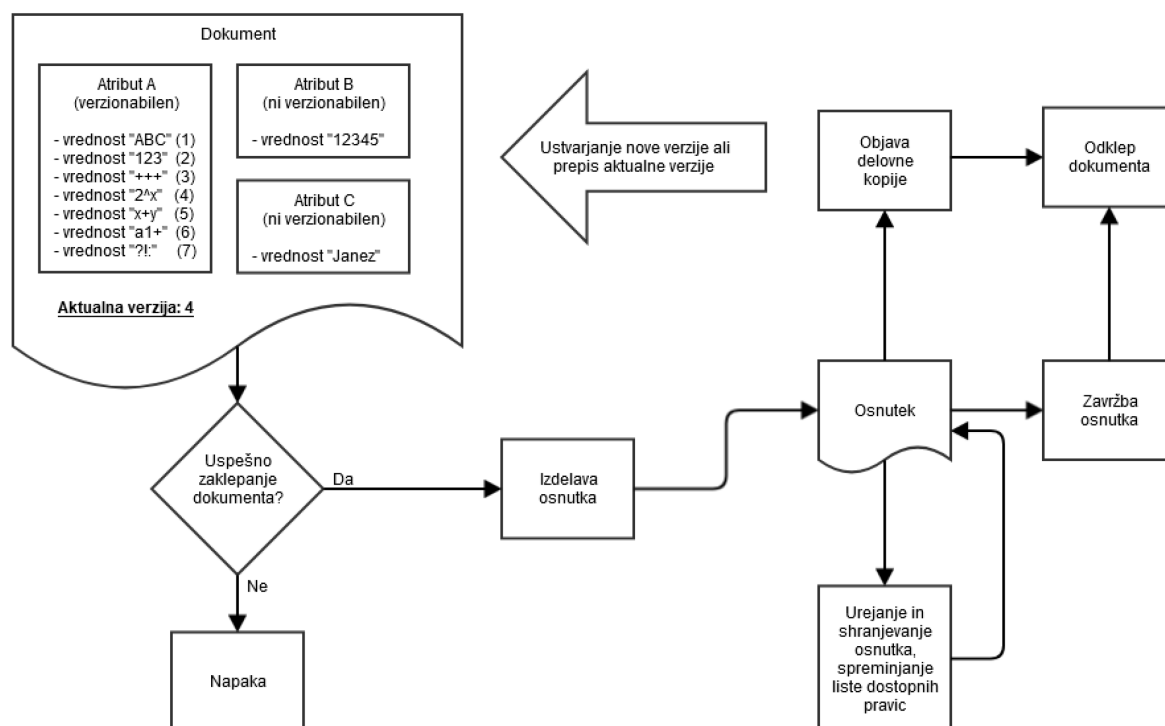 Dokument
Atribut A
(verzionabilen)
- vrednost "ABC" (1)
- vrednost "123" (2)
- vrednost "+++" (3)
- vrednost "2^x" (4)
- vrednost "x+y" (5)
- vrednost "a1+" (6)
- vrednost "?!:" (7)
Atribut B
(ni verzionabilen)
- vrednost "12345"
Atribut C
(ni verzionabilen)
- vrednost "Janez"
Aktualna verzija: 4
Ustvarjanje nove verzije ali
prepis aktualne verzije
Objava
delovne
kopije
Odklep
dokumenta
Uspešno
zaklepanje
dokumenta?
Da
Ne
Napaka
Izdelava
osnutka
Osnutek
Zavržba
osnutka
Urejanje in
shranjevanje
osnutka,
spreminjanje
liste dostopnih
pravic